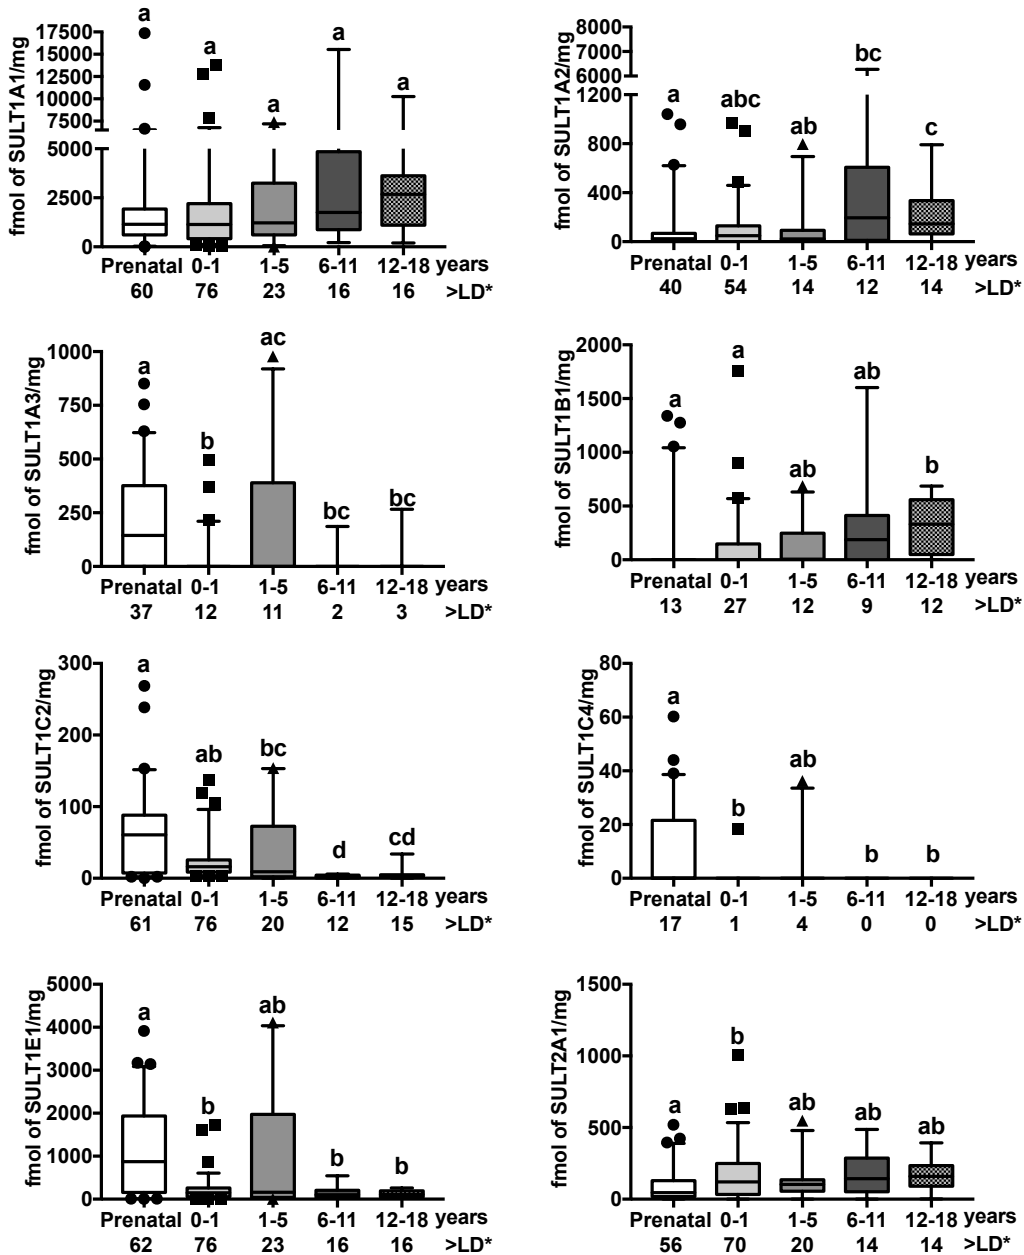 fmol of SULT1A1/mg
17500
15000
12500
10000
7500
5000
2500
0
a a a a a
Prenatal 0-1 1-5 6-11 12-18 years
60 76 23 16 16 >LD*
fmol of SULT1A2/mg
8000
7000
6000
1200
800
400
0
a abc ab bc c
Prenatal 0-1 1-5 6-11 12-18 years
40 54 14 12 14 >LD*
fmol of SULT1A3/mg
1000
750
500
250
0
a b ac bc bc
Prenatal 0-1 1-5 6-11 12-18 years
37 12 11 2 3 >LD*
fmol of SULT1B1/mg
2000
1500
1000
500
0
a a ab ab b
Prenatal 0-1 1-5 6-11 12-18 years
13 27 12 9 12 >LD*
fmol of SULT1C2/mg
300
200
100
0
a ab bc d cd
Prenatal 0-1 1-5 6-11 12-18 years
61 76 20 12 15 >LD*
fmol of SULT1C4/mg
80
60
40
20
0
a b ab b b
Prenatal 0-1 1-5 6-11 12-18 years
17 1 4 0 0 >LD*
fmol of SULT1E1/mg
5000
4000
3000
2000
1000
0
a b ab b b
Prenatal 0-1 1-5 6-11 12-18 years
62 76 23 16 16 >LD*
fmol of SULT2A1/mg
1500
1000
500
0
a b ab ab ab
Prenatal 0-1 1-5 6-11 12-18 years
56 70 20 14 14 >LD*